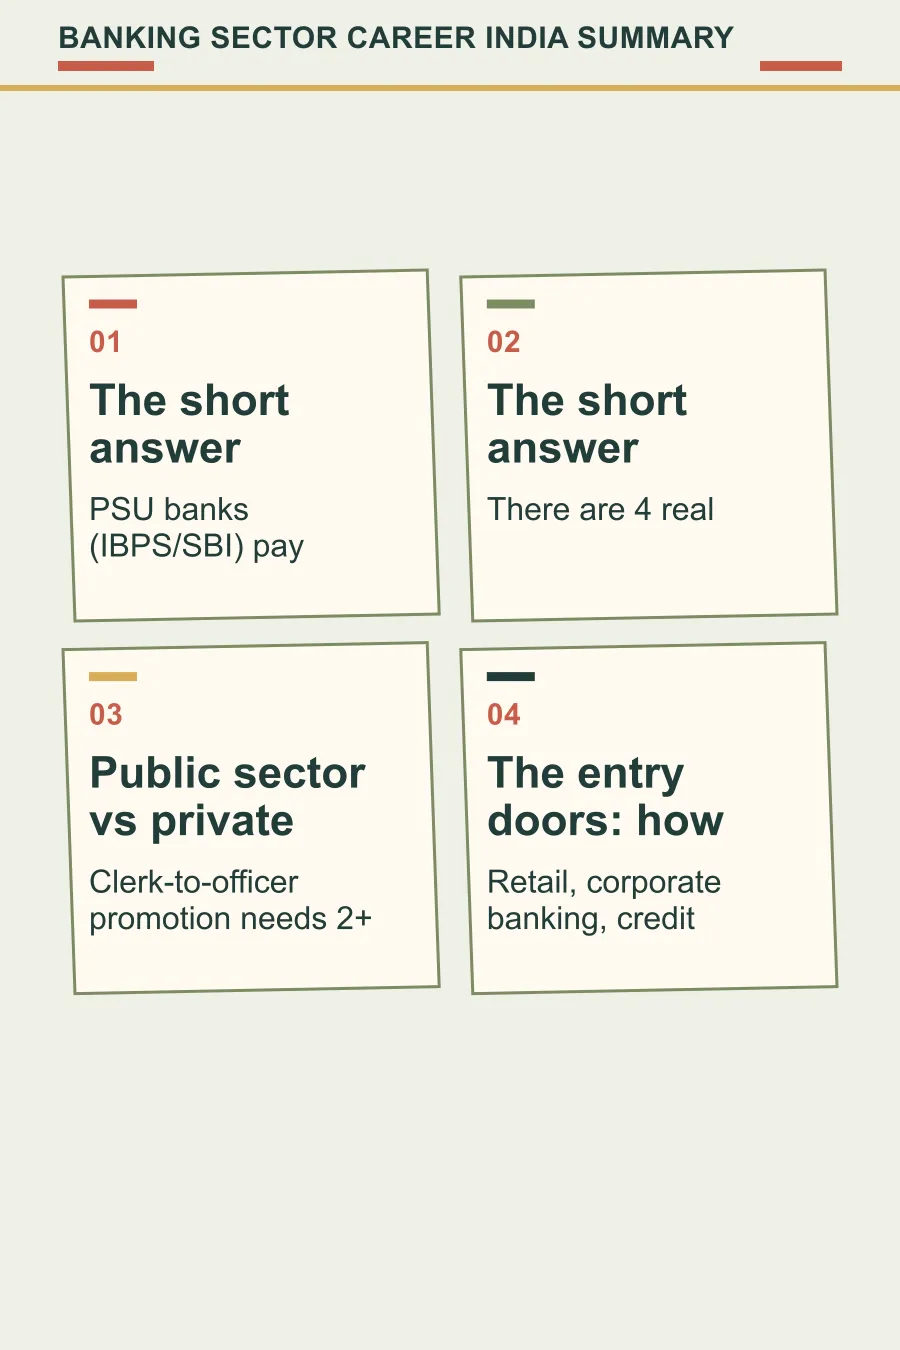 BANKING SECTOR CAREER INDIA SUMMARY
01
The short
answer
PSU banks
(IBPS/SBI) pay
02
The short
answer
There are 4 real
03
Public sector
vs private
Clerk-to-officer
promotion needs 2+
04
The entry
doors: how
Retail, corporate
banking, credit